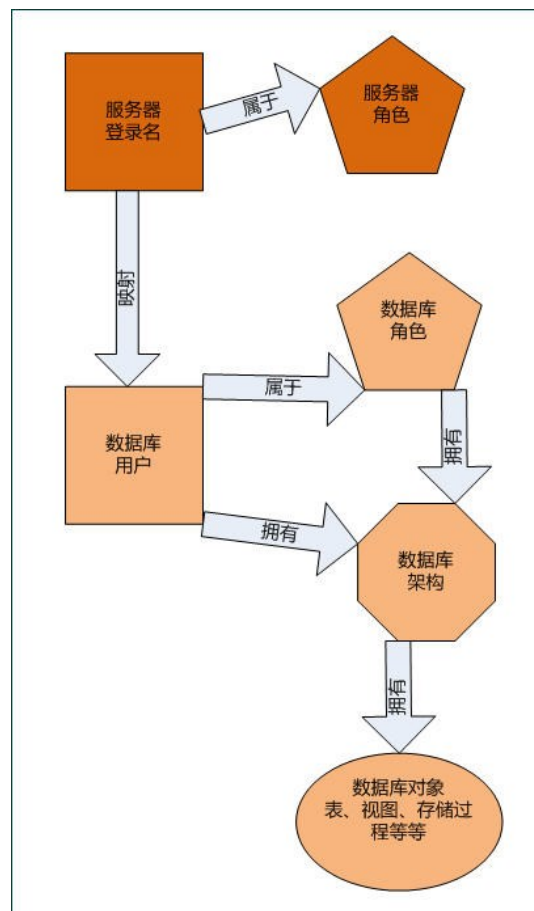 服务器
登录名
属于
服务器
角色
映射
数据库
角色
数据库
用户
属于
拥有
拥有
数据库
架构
拥有
数据库对象
表、视图、存储过
程等等